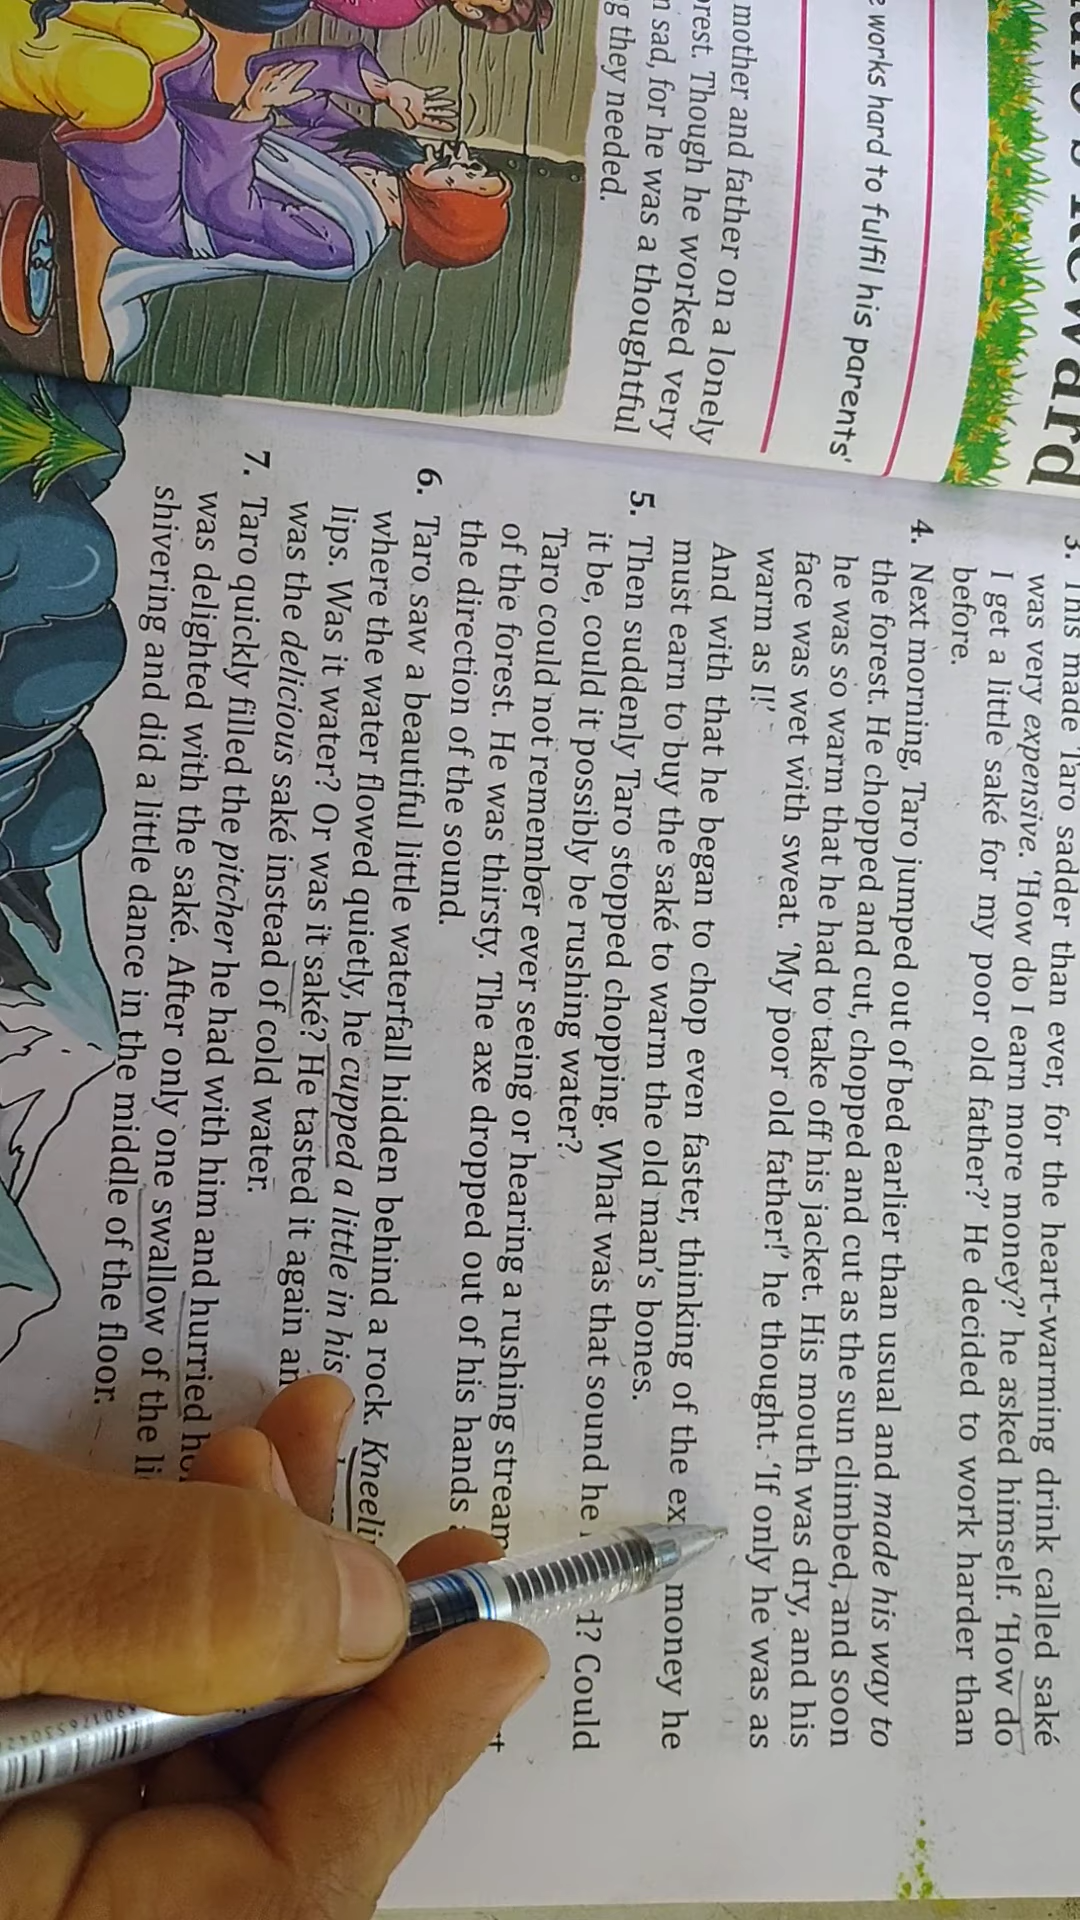 Reward
works hard to fulfil his parents'
mother and father on a lonely
Though he worked very
sad, for he was a thoughtful
they needed.
3. This made Taro sadder than ever, for the heart-warming drink called saké
was very expensive. 'How do I earn more money?' he asked himself. 'How do
I get a little saké for my poor old father?' He decided to work harder than
before.
4. Next morning, Taro jumped out of bed earlier than usual and made his way to
the forest. He chopped and cut, chopped and cut as the sun climbed, and soon
he was so warm that he had to take off his jacket. His mouth was dry, and his
face was wet with sweat. 'My poor old father!' he thought. 'If only he was as
warm as I!'
And with that he began to chop even faster, thinking of the money he
must earn to buy the saké to warm the old man's bones.
5. Then suddenly Taro stopped chopping. What was that sound he Could
it be, could it possibly be rushing water?
Taro could not remember ever seeing or hearing a rushing stream
of the forest. He was thirsty. The axe dropped out of his hands
the direction of the sound.
6. Taro saw a beautiful little waterfall hidden behind a rock.
where the water flowed quietly, he cupped a little in his
lips. Was it water? Or was it saké? He tasted it again
was the delicious saké instead of cold water.
7. Taro quickly filled the pitcher he had with him and hurried
was delighted with the saké. After only one swallow of the
shivering and did a little dance in the middle of the floor.